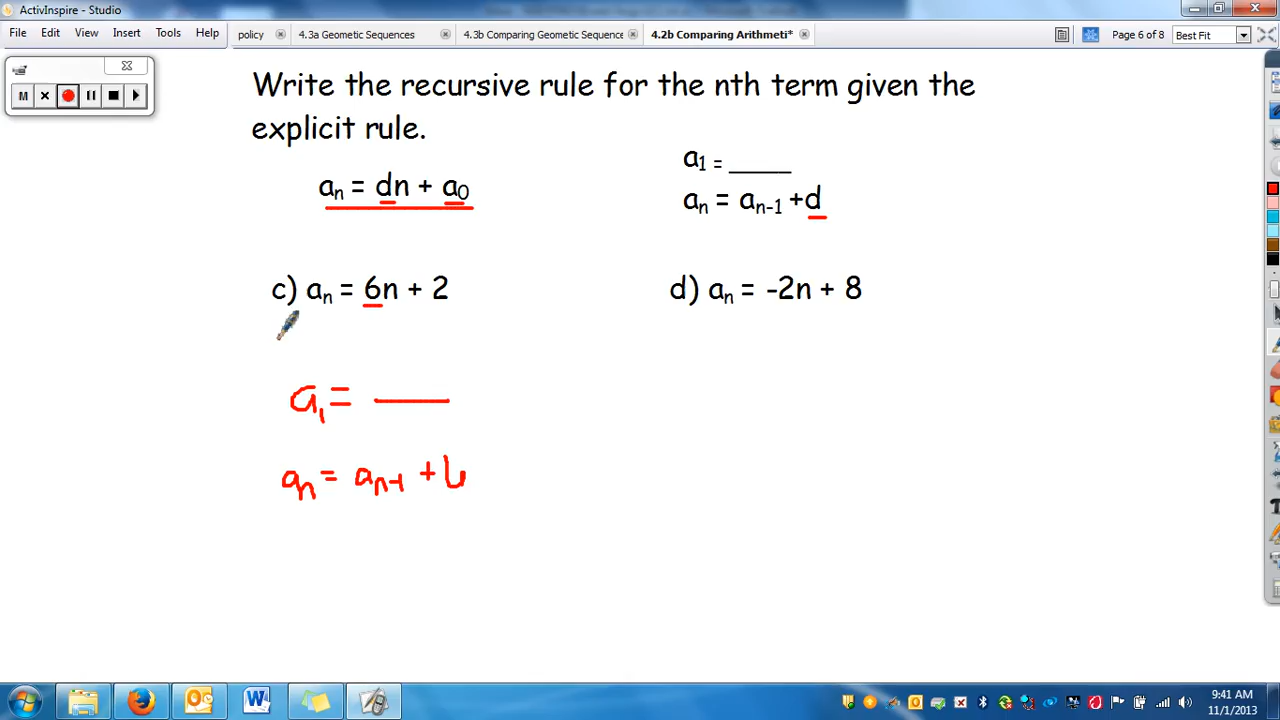 ActivInspire - Studio
File Edit View Insert Tools Help
policy 4.3a Geometic Sequences 4.3b Comparing Geometic Sequence 4.2b Comparing Arithmeti* Page 6 of 8 Best Fit
M
Write the recursive rule for the nth term given the
explicit rule.
an = dn + a0
a1 = _____
an = an-1 +d
c) an = 6n + 2
d) an = -2n + 8
a1 = _____
an = an-1 + 6
9:41 AM
11/1/2013